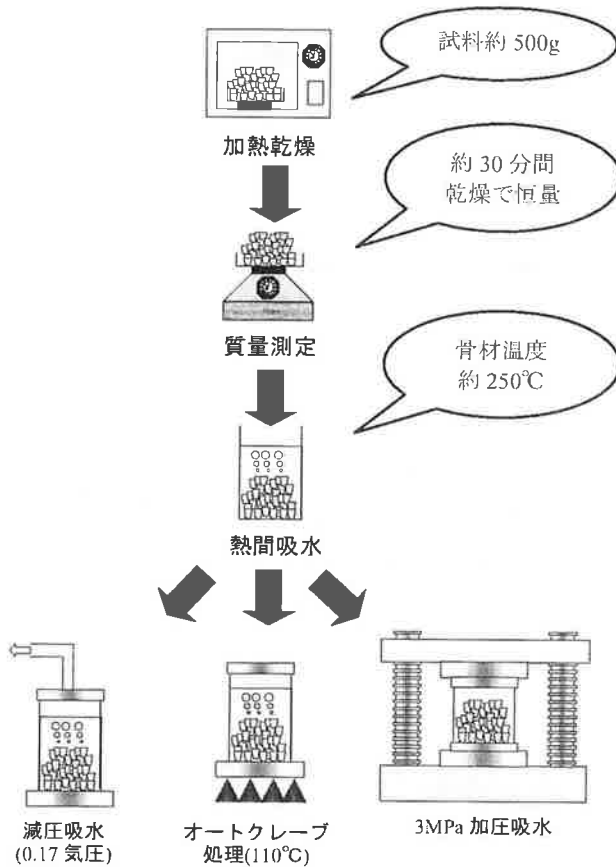 試料約 500g
加熱乾燥
約 30 分間
乾燥で恒量
質量測定
骨材温度
約 250℃
熱間吸水
減圧吸水
(0.17 気圧)
オートクレーブ
処理(110℃)
3MPa 加圧吸水